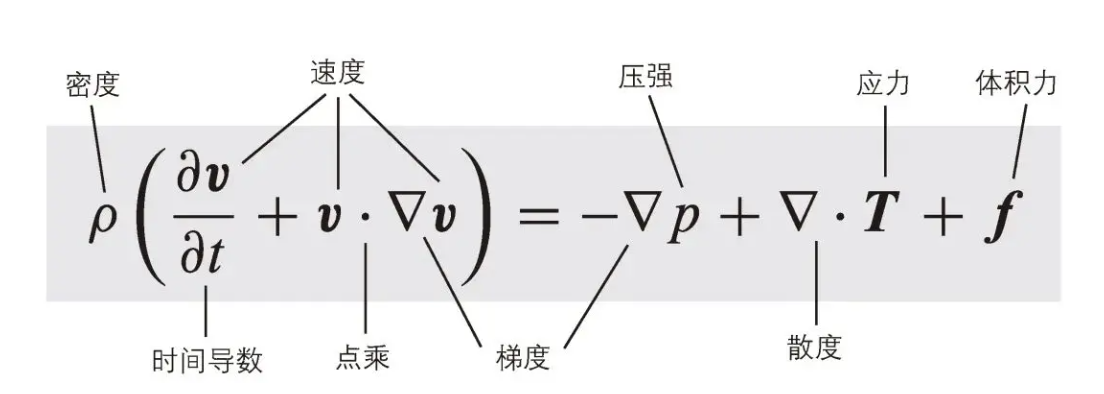 密度 速度 压强 应力 体积力
ρ(∂v/∂t + v · ∇v) = −∇p + ∇ · T + f
时间导数 点乘 梯度 散度